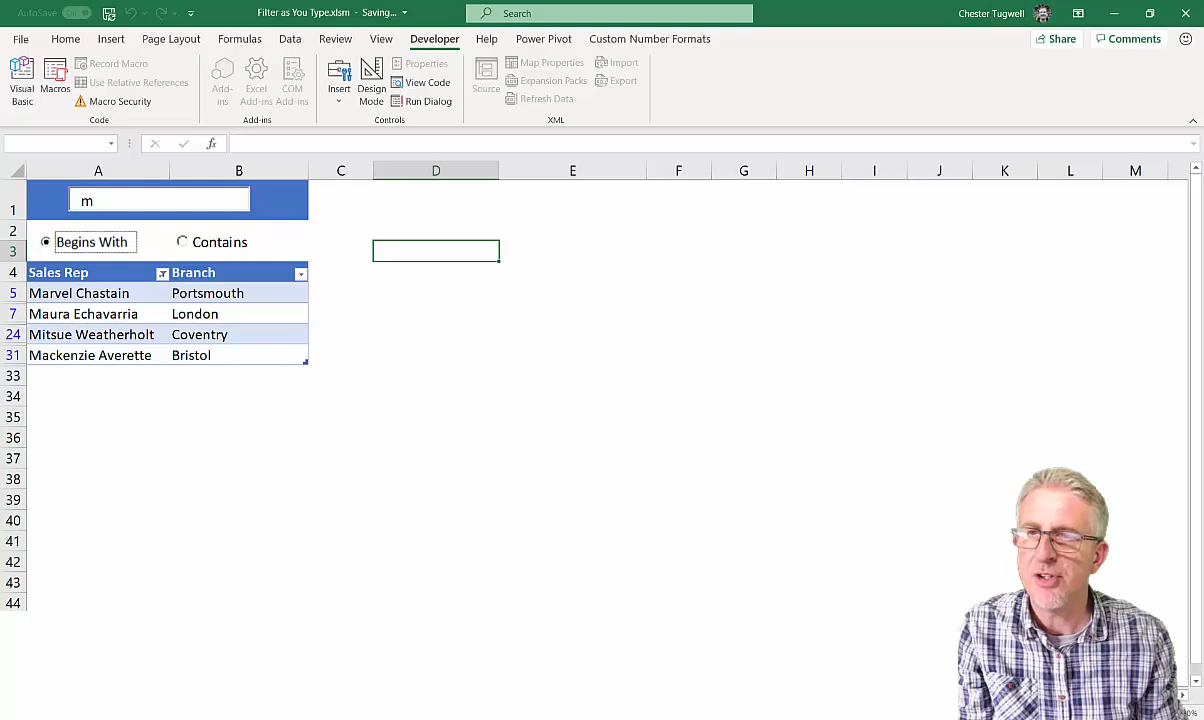 AutoSave Off Filter as You Type.xlsm - Saving... Search Chester Tugwell
File Home Insert Page Layout Formulas Data Review View Developer Help Power Pivot Custom Number Formats Share Comments
Visual Basic Macros Record Macro Use Relative References Macro Security
Add-ins Excel Add-ins COM Add-ins
Insert Design Mode Properties View Code Run Dialog
Source Map Properties Expansion Packs Refresh Data Import Export
Code Add-ins Controls XML
fx
A B C D E F G H I J K L M
1 m
2
3 Begins With Contains
4 Sales Rep Branch
5 Marvel Chastain Portsmouth
7 Maura Echavarria London
24 Mitsue Weatherholt Coventry
31 Mackenzie Averette Bristol
33
34
35
36
37
38
39
40
41
42
43
44